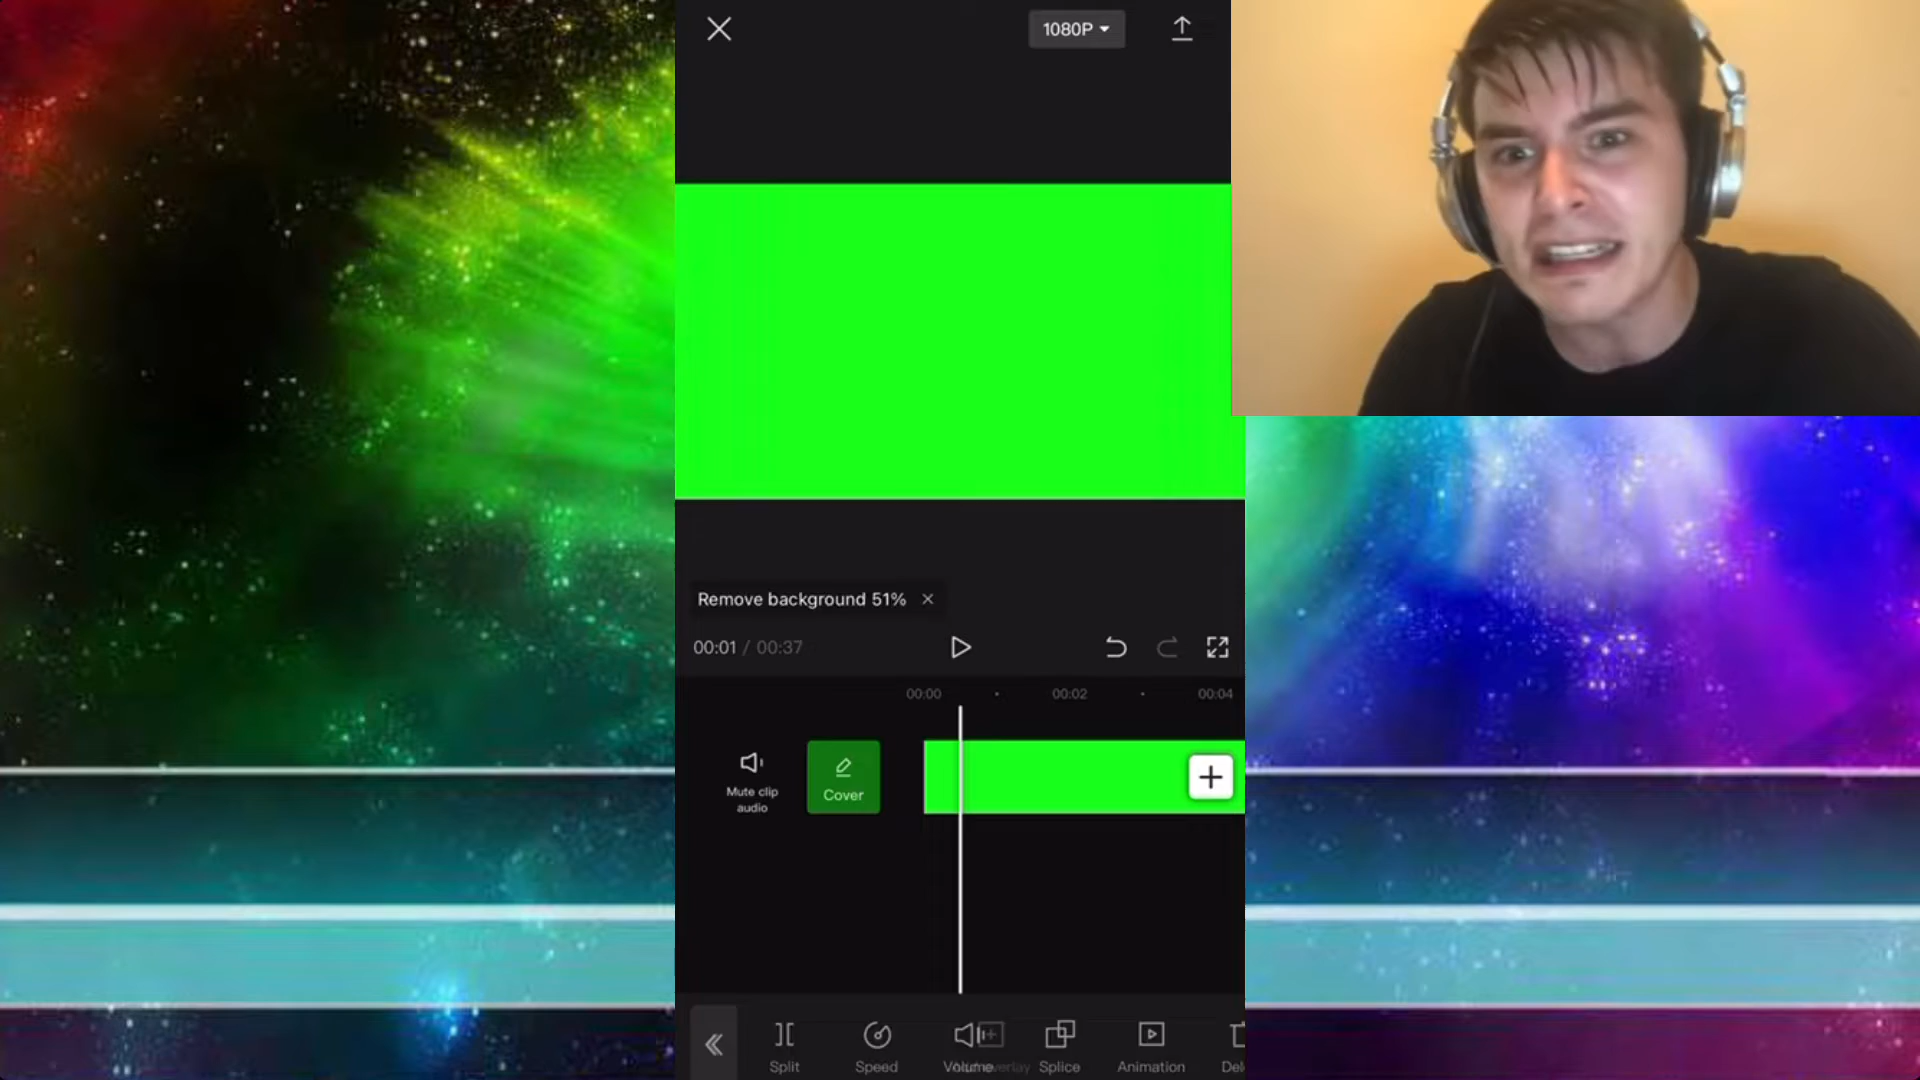 1080P
Remove background 51% ×
00:01 / 00:37
00:00 00:02 00:04
Mute clip
audio
Cover
Split Speed Volume Splice Animation